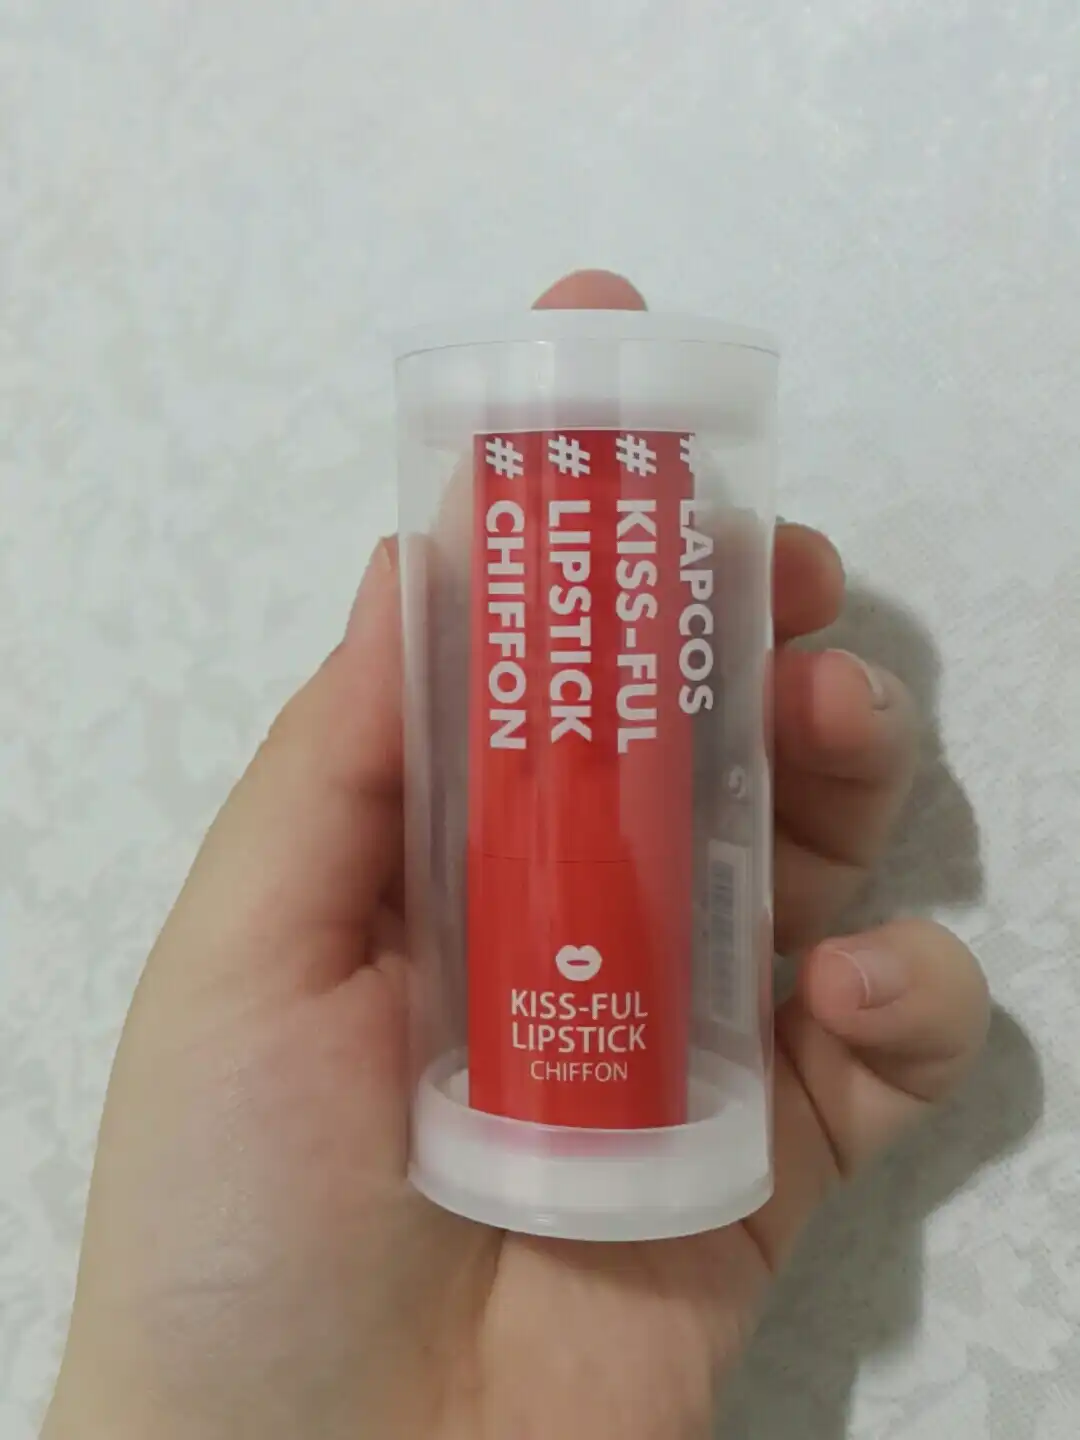 # LAPCOS
# KISS-FUL
# LIPSTICK
# CHIFFON
KISS-FUL
LIPSTICK
CHIFFON